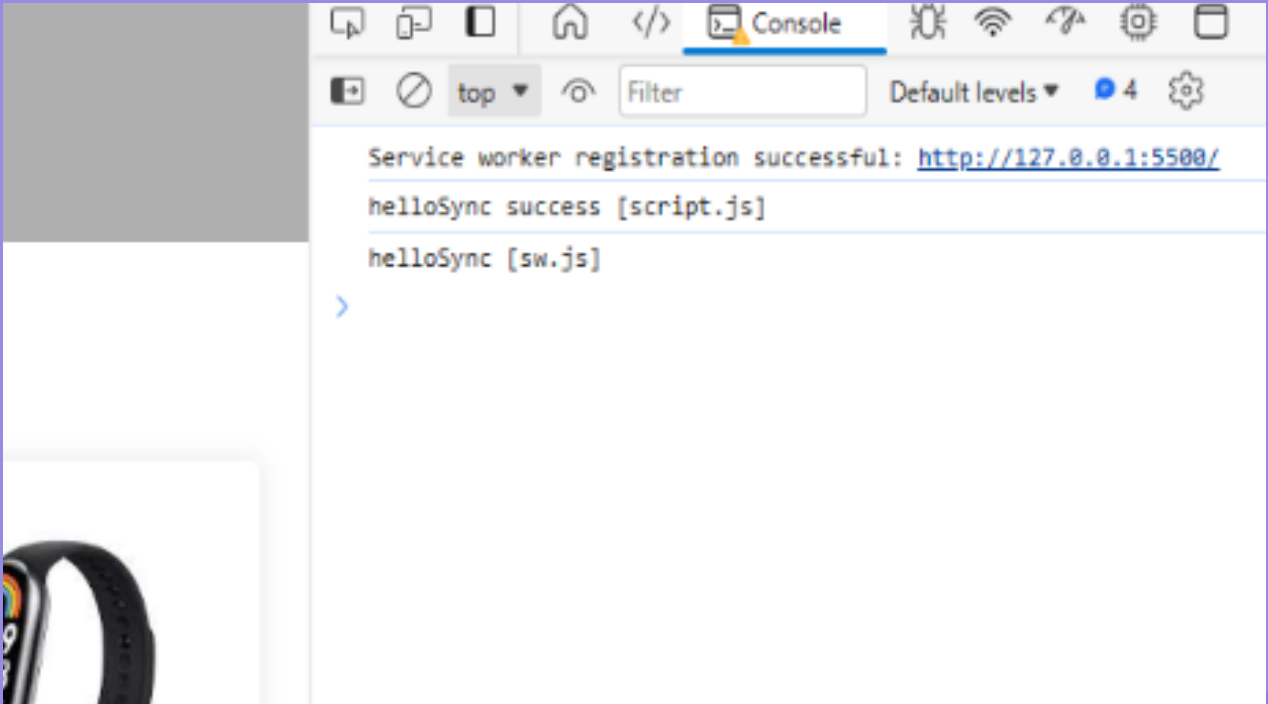 Console
top Filter Default levels 4
Service worker registration successful: http://127.0.0.1:5500/
helloSync success [script.js]
helloSync [sw.js]